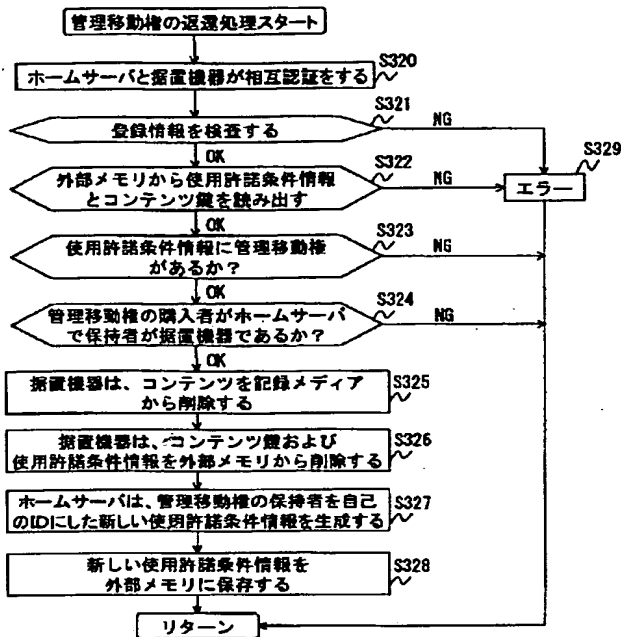 管理移動権の返還処理スタート
S320
ホームサーバと据置機器が相互認証をする
S321
登録情報を検査する
NG
OK
S322
S329
外部メモリから使用許諾条件情報
とコンテンツ鍵を読み出す
NG
エラー
OK
S323
使用許諾条件情報に管理移動権
があるか？
NG
OK
S324
管理移動権の購入者がホームサーバ
で保持者が据置機器であるか？
NG
OK
据置機器は、コンテンツを記録メディア
から削除する
S325
据置機器は、コンテンツ鍵および
使用許諾条件情報を外部メモリから削除する
S326
ホームサーバは、管理移動権の保持者を自己
のIDにした新しい使用許諾条件情報を生成する
S327
新しい使用許諾条件情報を
外部メモリに保存する
S328
リターン